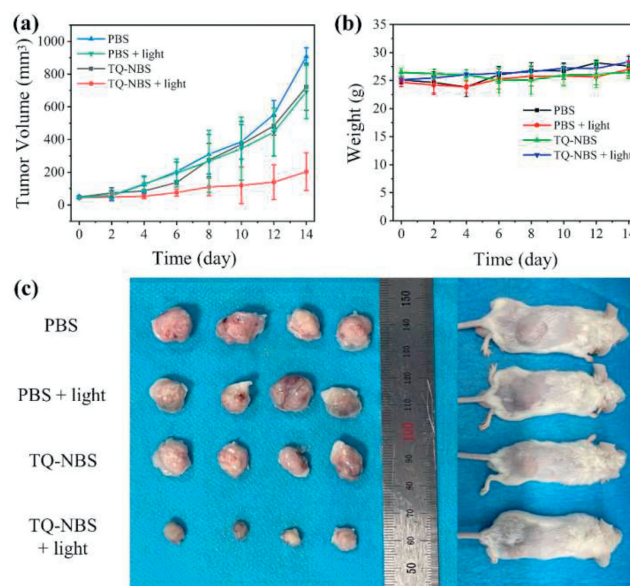 (a)
PBS
PBS + light
TQ-NBS
TQ-NBS + light
Tumor Volume (mm³)
1000
800
600
400
200
0
0 2 4 6 8 10 12 14
Time (day)
(b)
Weight (g)
35
30
25
20
15
10
5
0
PBS
PBS + light
TQ-NBS
TQ-NBS + light
0 2 4 6 8 10 12 14
Time (day)
(c)
PBS
PBS + light
TQ-NBS
TQ-NBS
+ light
150
140
130
120
110
100
90
80
70
60
50